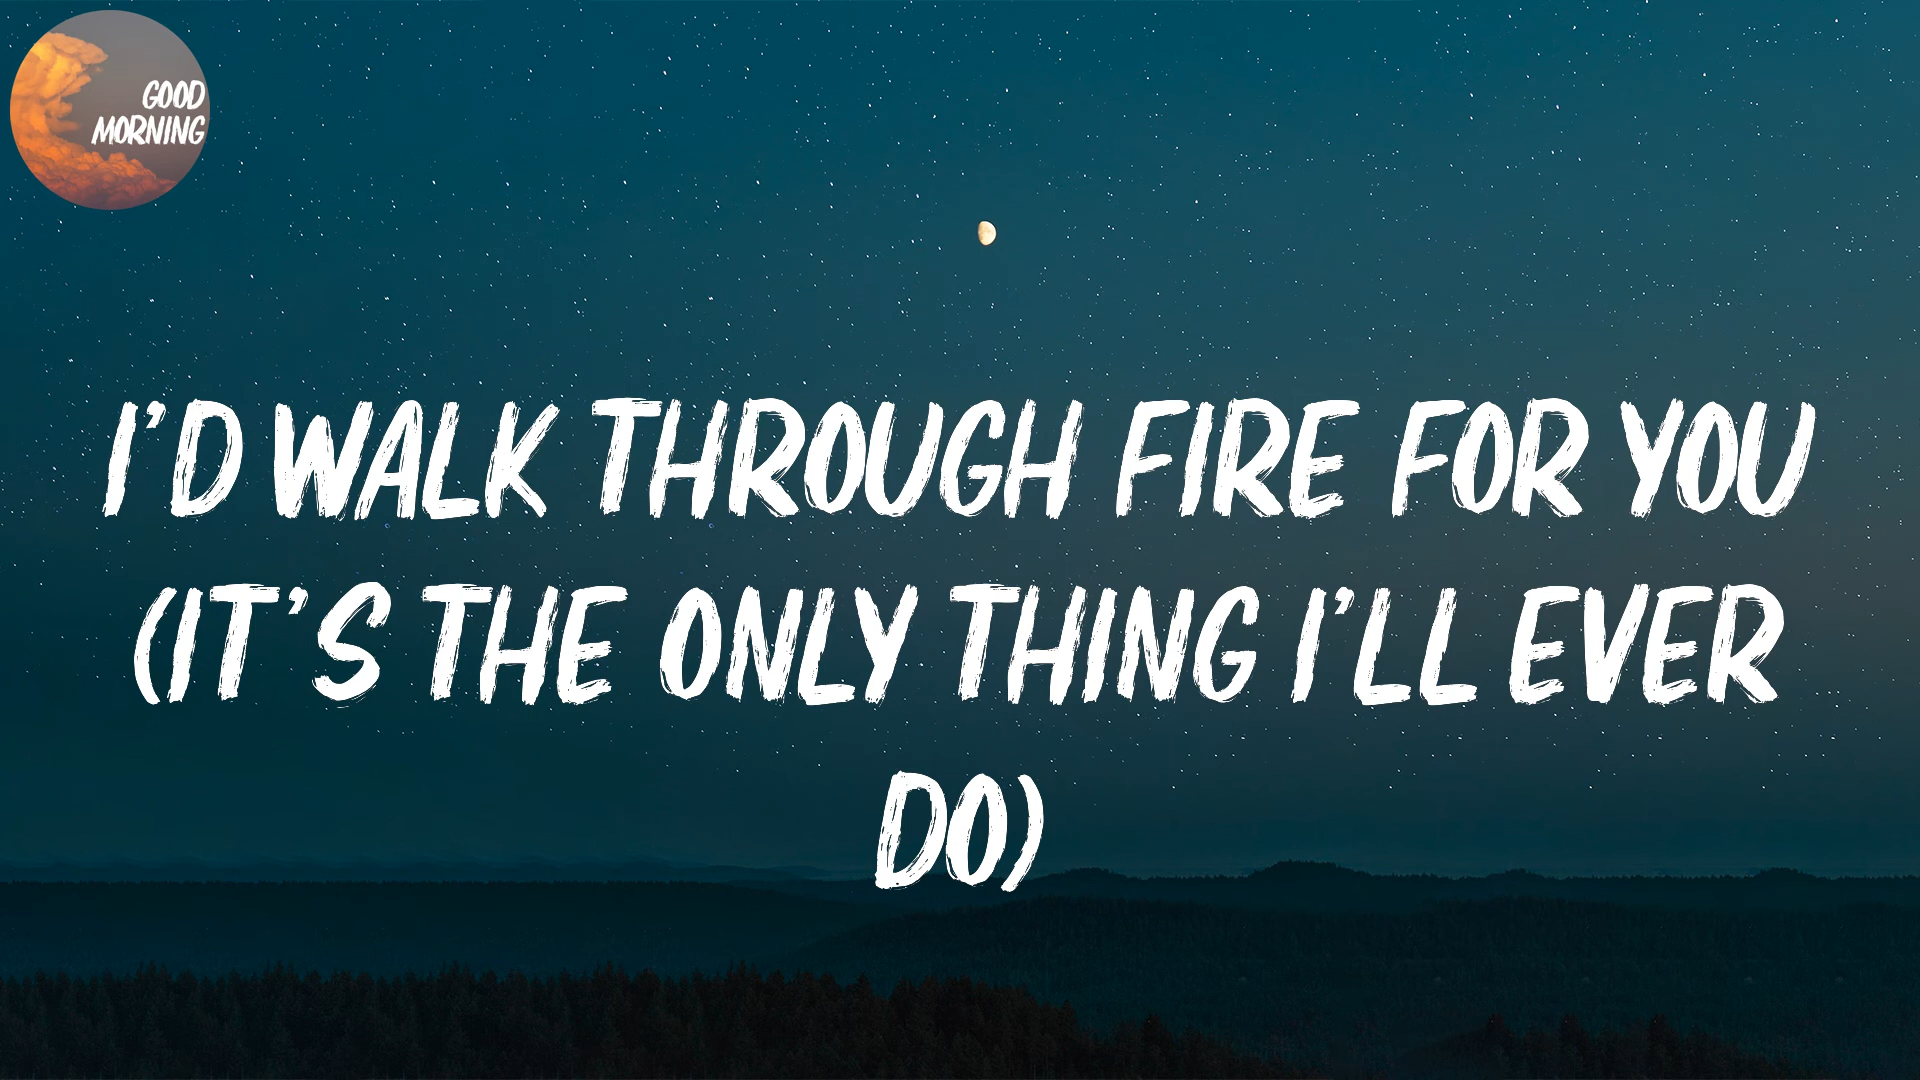 GOOD
MORNING
I'D WALK THROUGH FIRE FOR YOU
(IT'S THE ONLY THING I'LL EVER
DO)